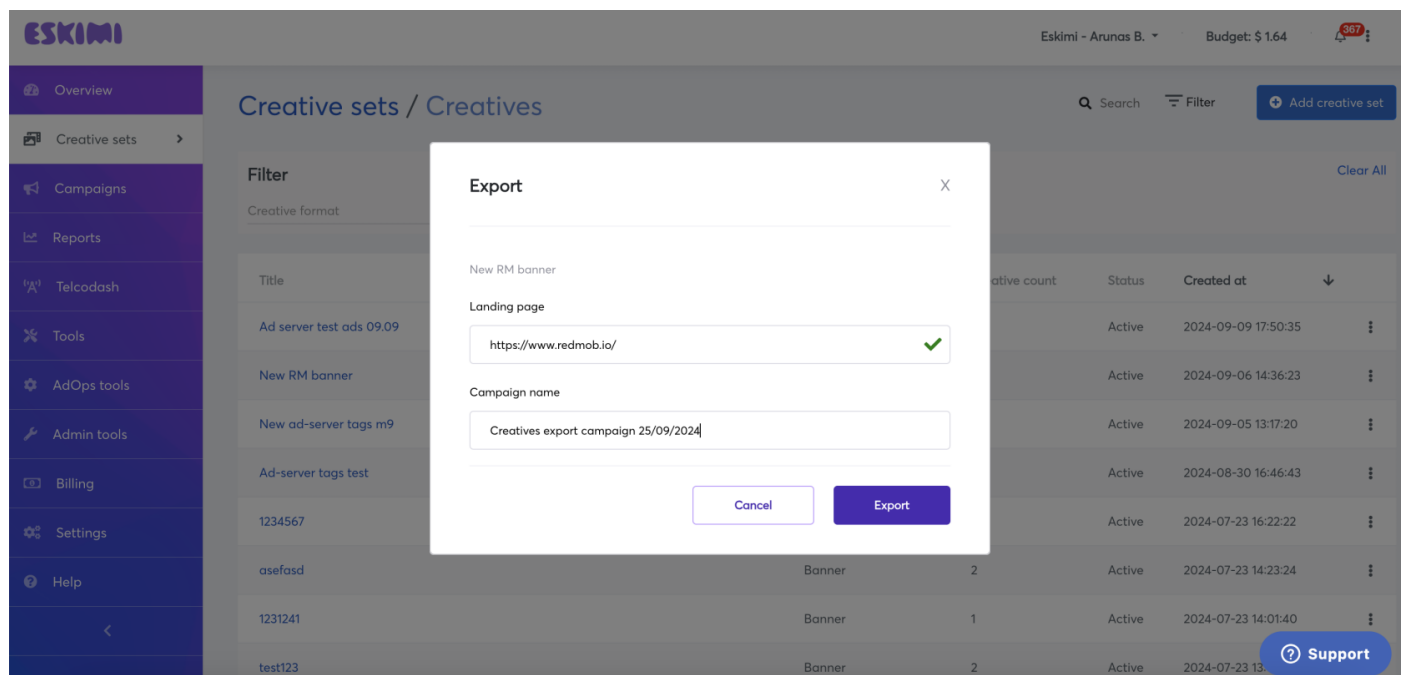 ESKIMI
Eskimi - Arunas B.
Budget: $ 1.64
367
Overview
Creative sets
Campaigns
Reports
Telcodash
Tools
AdOps tools
Admin tools
Billing
Settings
Help
Creative sets / Creatives
Search
Filter
Add creative set
Filter
Clear All
Creative format
Title ative count Status Created at
Ad server test ads 09.09 Active 2024-09-09 17:50:35
New RM banner Active 2024-09-06 14:36:23
New ad-server tags m9 Active 2024-09-05 13:17:20
Ad-server tags test Active 2024-08-30 16:46:43
1234567 Active 2024-07-23 16:22:22
asefasd Banner 2 Active 2024-07-23 14:23:24
1231241 Banner 1 Active 2024-07-23 14:01:40
test123 Banner 2 Active 2024-07-23 13:
Export
X
New RM banner
Landing page
https://www.redmob.io/
Campaign name
Creatives export campaign 25/09/2024
Cancel
Export
Support